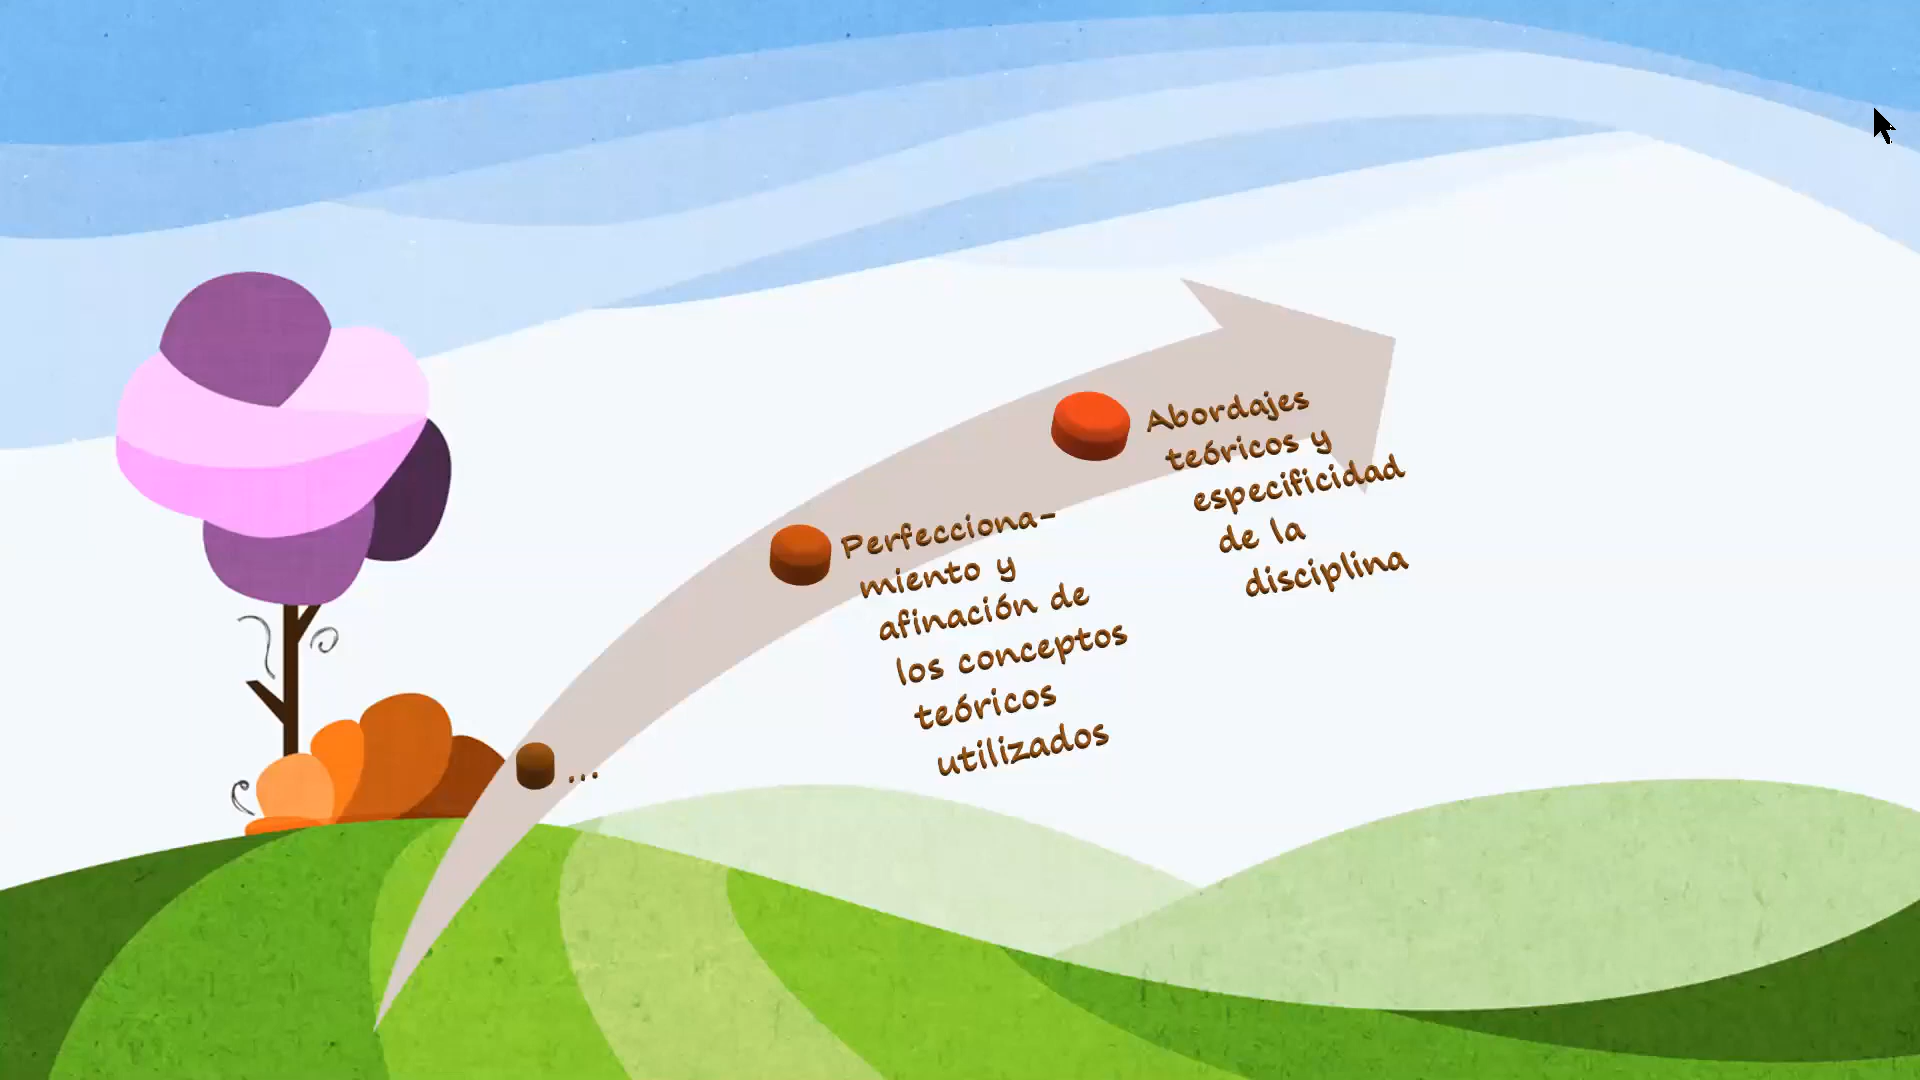 ...
Perfecciona-
miento y
afinación de
los conceptos
teóricos
utilizados
Abordajes
teóricos y
especificidad
de la
disciplina